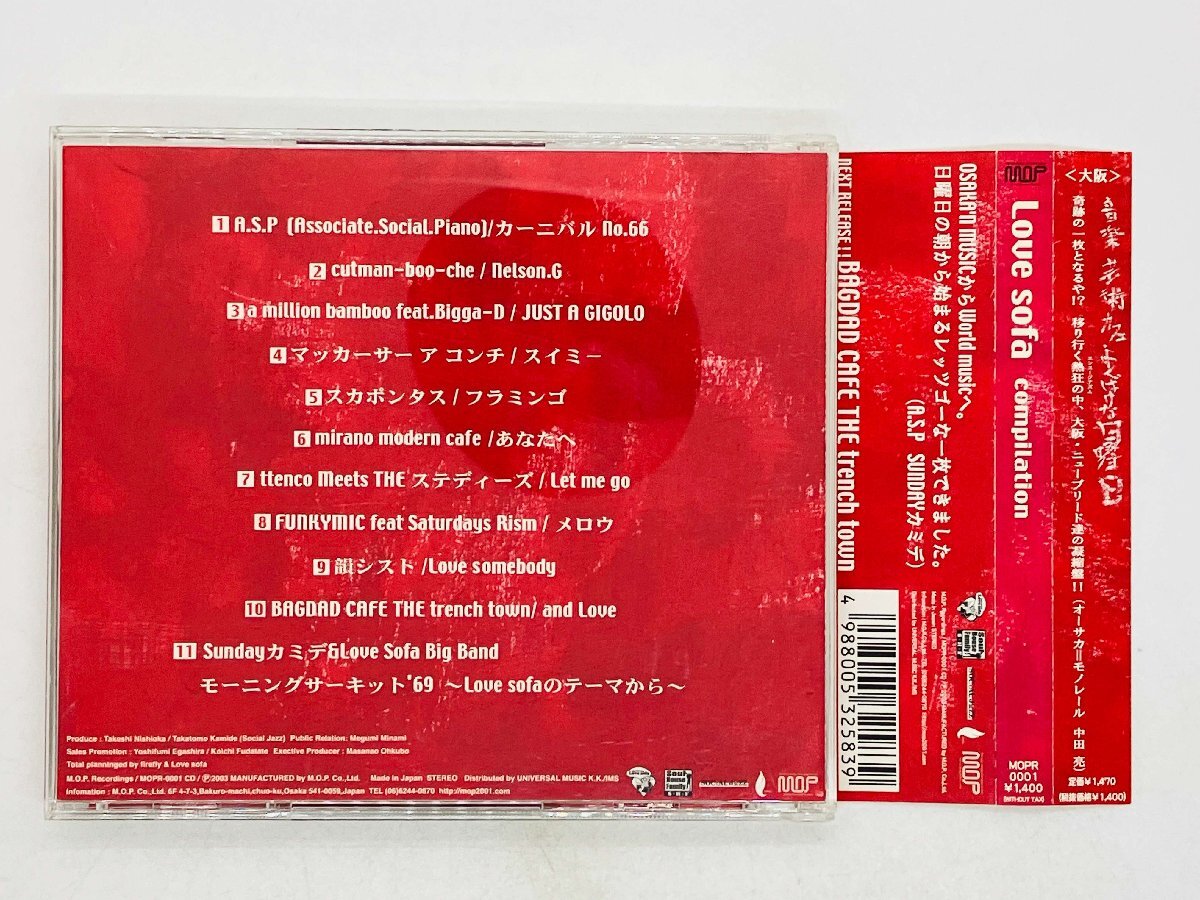 1 A.S.P (Associate.Social.Piano)/カーニバル No.66
2 cutman-boo-che / Nelson.G
3 a million bamboo feat.Bigga-D / JUST A GIGOLO
4 マッカーサー ア コンチ / スイミー
5 スカポンタス / フラミンゴ
6 mirano modern cafe /あなたへ
7 ttenco Meets THE ステディーズ / Let me go
8 FUNKYMIC feat Saturdays Rism / メロウ
9 韻シスト /Love somebody
10 BAGDAD CAFE THE trench town/ and Love
11 Sundayカミデ&Love Sofa Big Band
モーニングサーキット'69 〜Love sofaのテーマから〜
Produce : Takashi Nishioka / Takatomo Kamide (Social Jazz) Public Relation: Megumi Minami
Sales Promotion : Yoshifumi Egashira / Koichi Fudatate Exective Producer : Masanao Ohkubo
Total planninged by firefly & Love sofa
M.O.P. Recordings / MOPR-0001 CD / Ⓟ2003 MANUFACTURED by M.O.P. Co.,Ltd. Made in Japan STEREO Distributed by UNIVERSAL MUSIC K.K./IMS
Infomation : M.O.P. Co.,Ltd. 6F 4-7-3,Bakuro-machi,chuo-ku,Osaka 541-0059,Japan TEL (06)6244-0870 http://mop2001.com
Soul House Family
MOP
OSAKA'N MUSICから World musicへ。
日曜日の朝から始まるレッツゴーな一枚できました。
(A.S.P SUNDAYカミデ)
NEXT RELEASE!! BAGDAD CAFE THE trench town
4 988005 325839
MOP
MOP
Love sofa compilation
MOPR
0001
¥1,400
(WITHOUT TAX)
<大阪>
奇跡の一枚となるや!? 移り行く熱狂の中、大阪・ニューブリード達の凝縮盤!! (オーサカ=モノレール 中田 亮)
定価¥1,470
(税抜価格¥1,400)